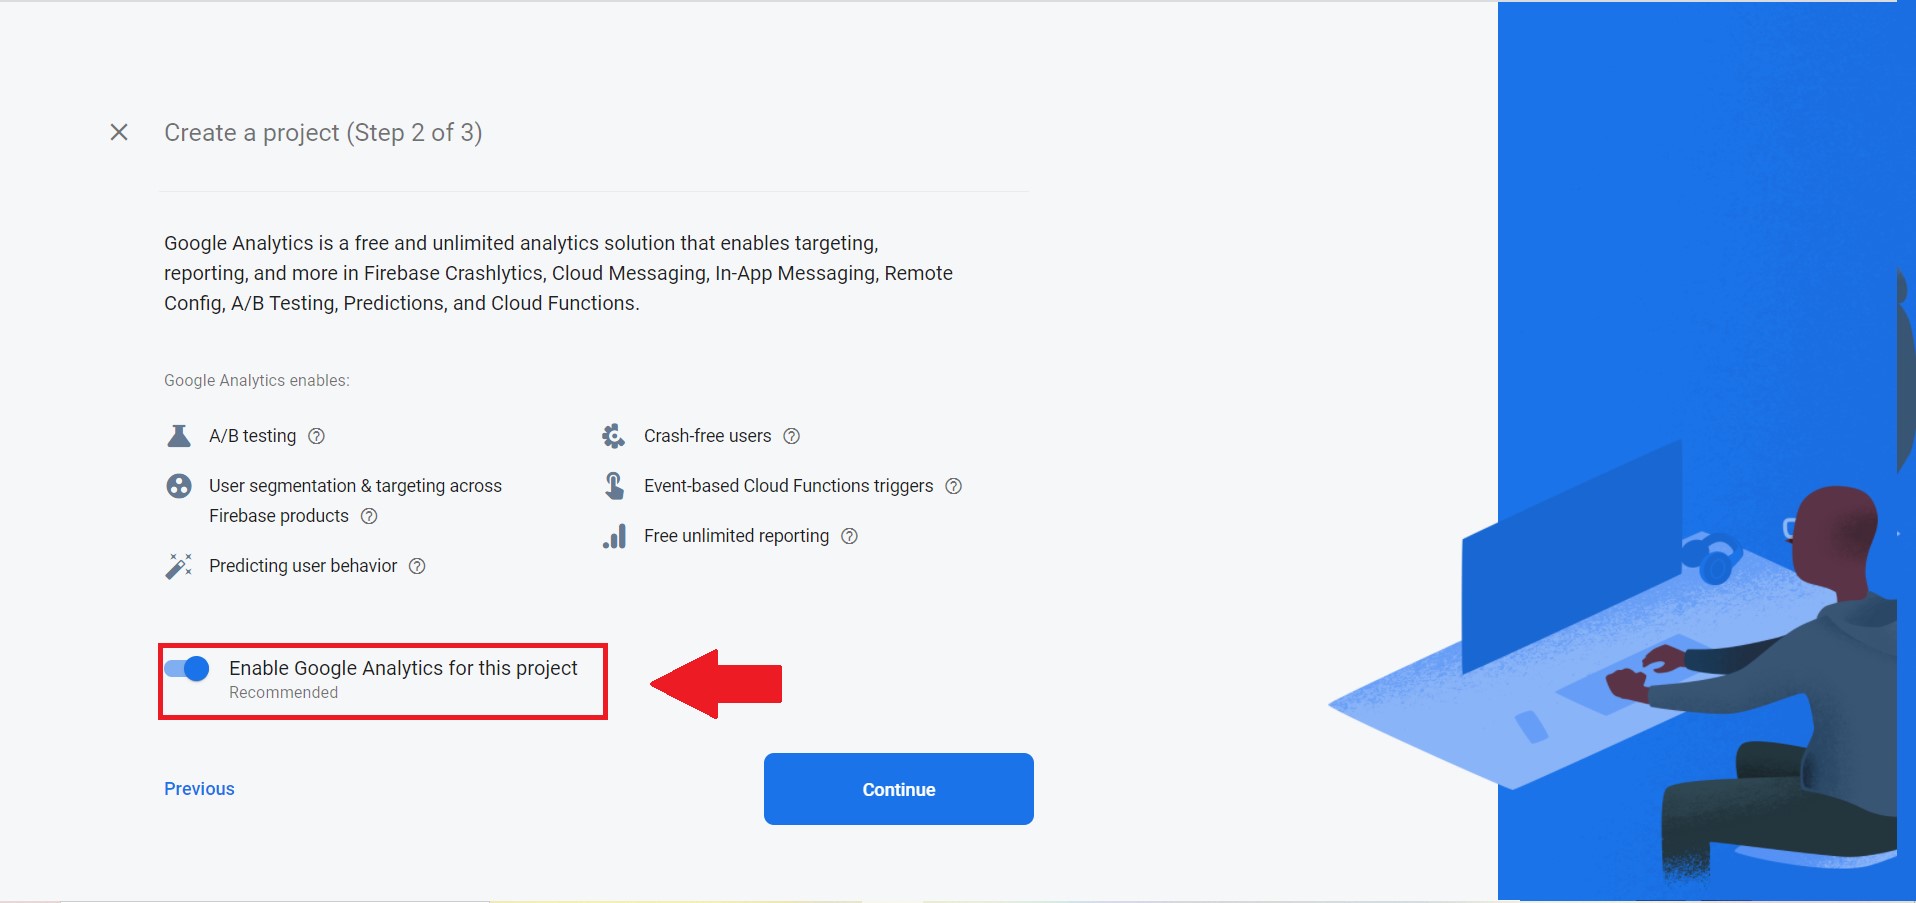 Create a project (Step 2 of 3)
Google Analytics is a free and unlimited analytics solution that enables targeting,
reporting, and more in Firebase Crashlytics, Cloud Messaging, In-App Messaging, Remote
Config, A/B Testing, Predictions, and Cloud Functions.
Google Analytics enables:
A/B testing
User segmentation & targeting across
Firebase products
Predicting user behavior
Crash-free users
Event-based Cloud Functions triggers
Free unlimited reporting
Enable Google Analytics for this project
Recommended
Previous
Continue